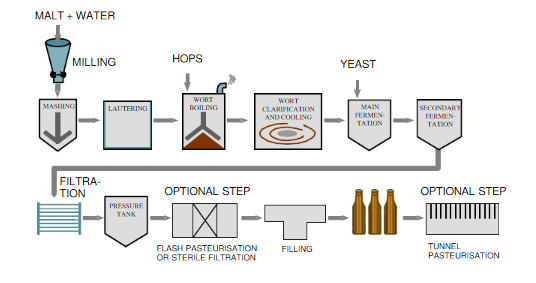 MALT + WATER
MILLING
HOPS
YEAST
MASHING
LAUTERING
WORT
BOILING
WORT
CLARIFICATION
AND COOLING
MAIN
FERMEN-
TATION
SECONDARY
FERMEN-
TATION
FILTRA-
TION
PRESSURE
TANK
OPTIONAL STEP
FLASH PASTEURISATION
OR STERILE FILTRATION
FILLING
OPTIONAL STEP
TUNNEL
PASTEURISATION